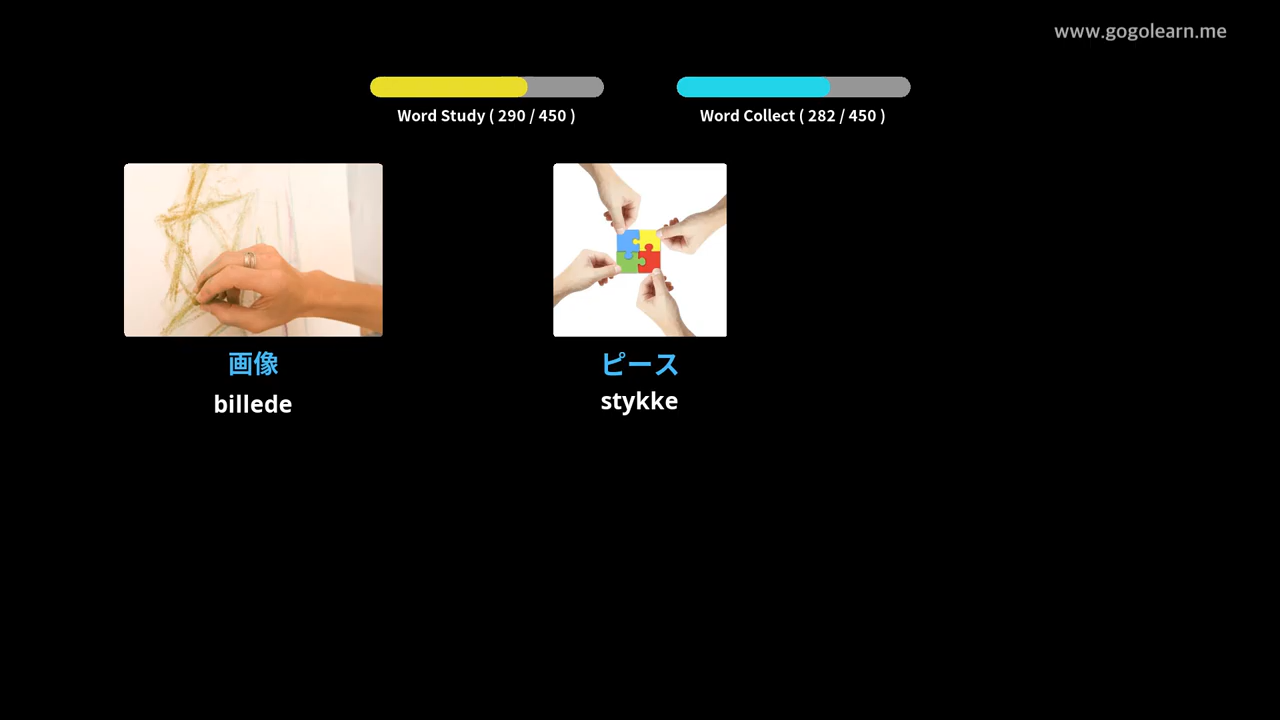 www.gogolearn.me
Word Study ( 290 / 450 )
Word Collect ( 282 / 450 )
画像
billede
ピース
stykke